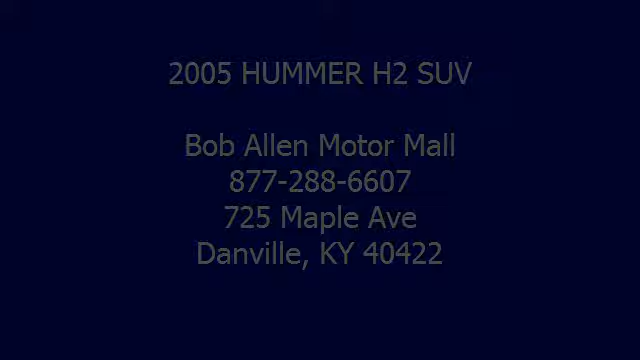 2005 HUMMER H2 SUV
Bob Allen Motor Mall
877-288-6607
725 Maple Ave
Danville, KY 40422